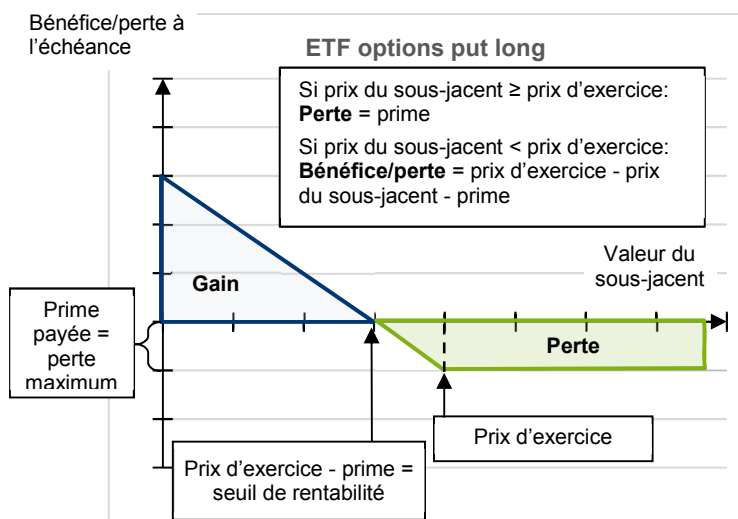 Bénéfice/perte à
l'échéance
ETF options put long
Si prix du sous-jacent ≥ prix d'exercice:
Perte = prime
Si prix du sous-jacent < prix d'exercice:
Bénéfice/perte = prix d'exercice - prix
du sous-jacent - prime
Valeur du
sous-jacent
Gain
Prime
payée =
perte
maximum
Perte
Prix d'exercice
Prix d'exercice - prime =
seuil de rentabilité